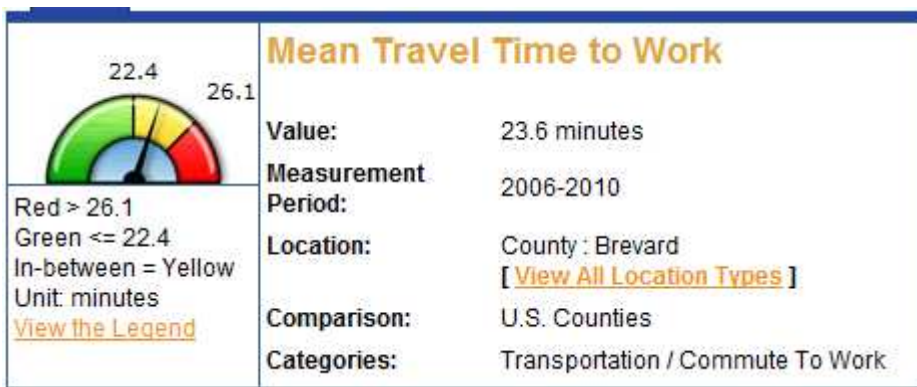 22.4
26.1
Red > 26.1
Green <= 22.4
In-between = Yellow
Unit: minutes
View the Legend
Mean Travel Time to Work
Value: 23.6 minutes
Measurement
Period: 2006-2010
Location: County : Brevard
[ View All Location Types ]
Comparison: U.S. Counties
Categories: Transportation / Commute To Work